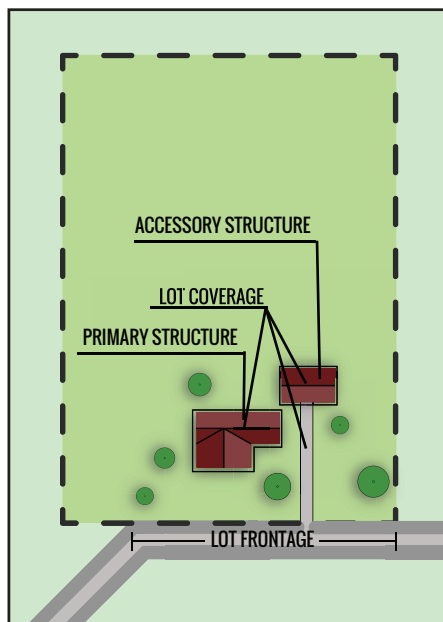 ACCESSORY STRUCTURE
LOT COVERAGE
PRIMARY STRUCTURE
LOT FRONTAGE